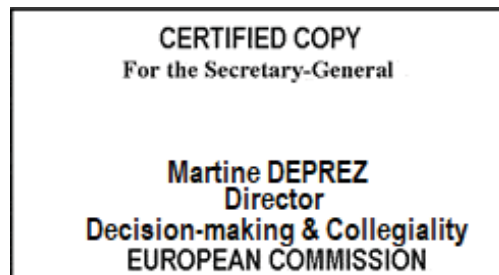 CERTIFIED COPY
For the Secretary-General
Martine DEPREZ
Director
Decision-making & Collegiality
EUROPEAN COMMISSION